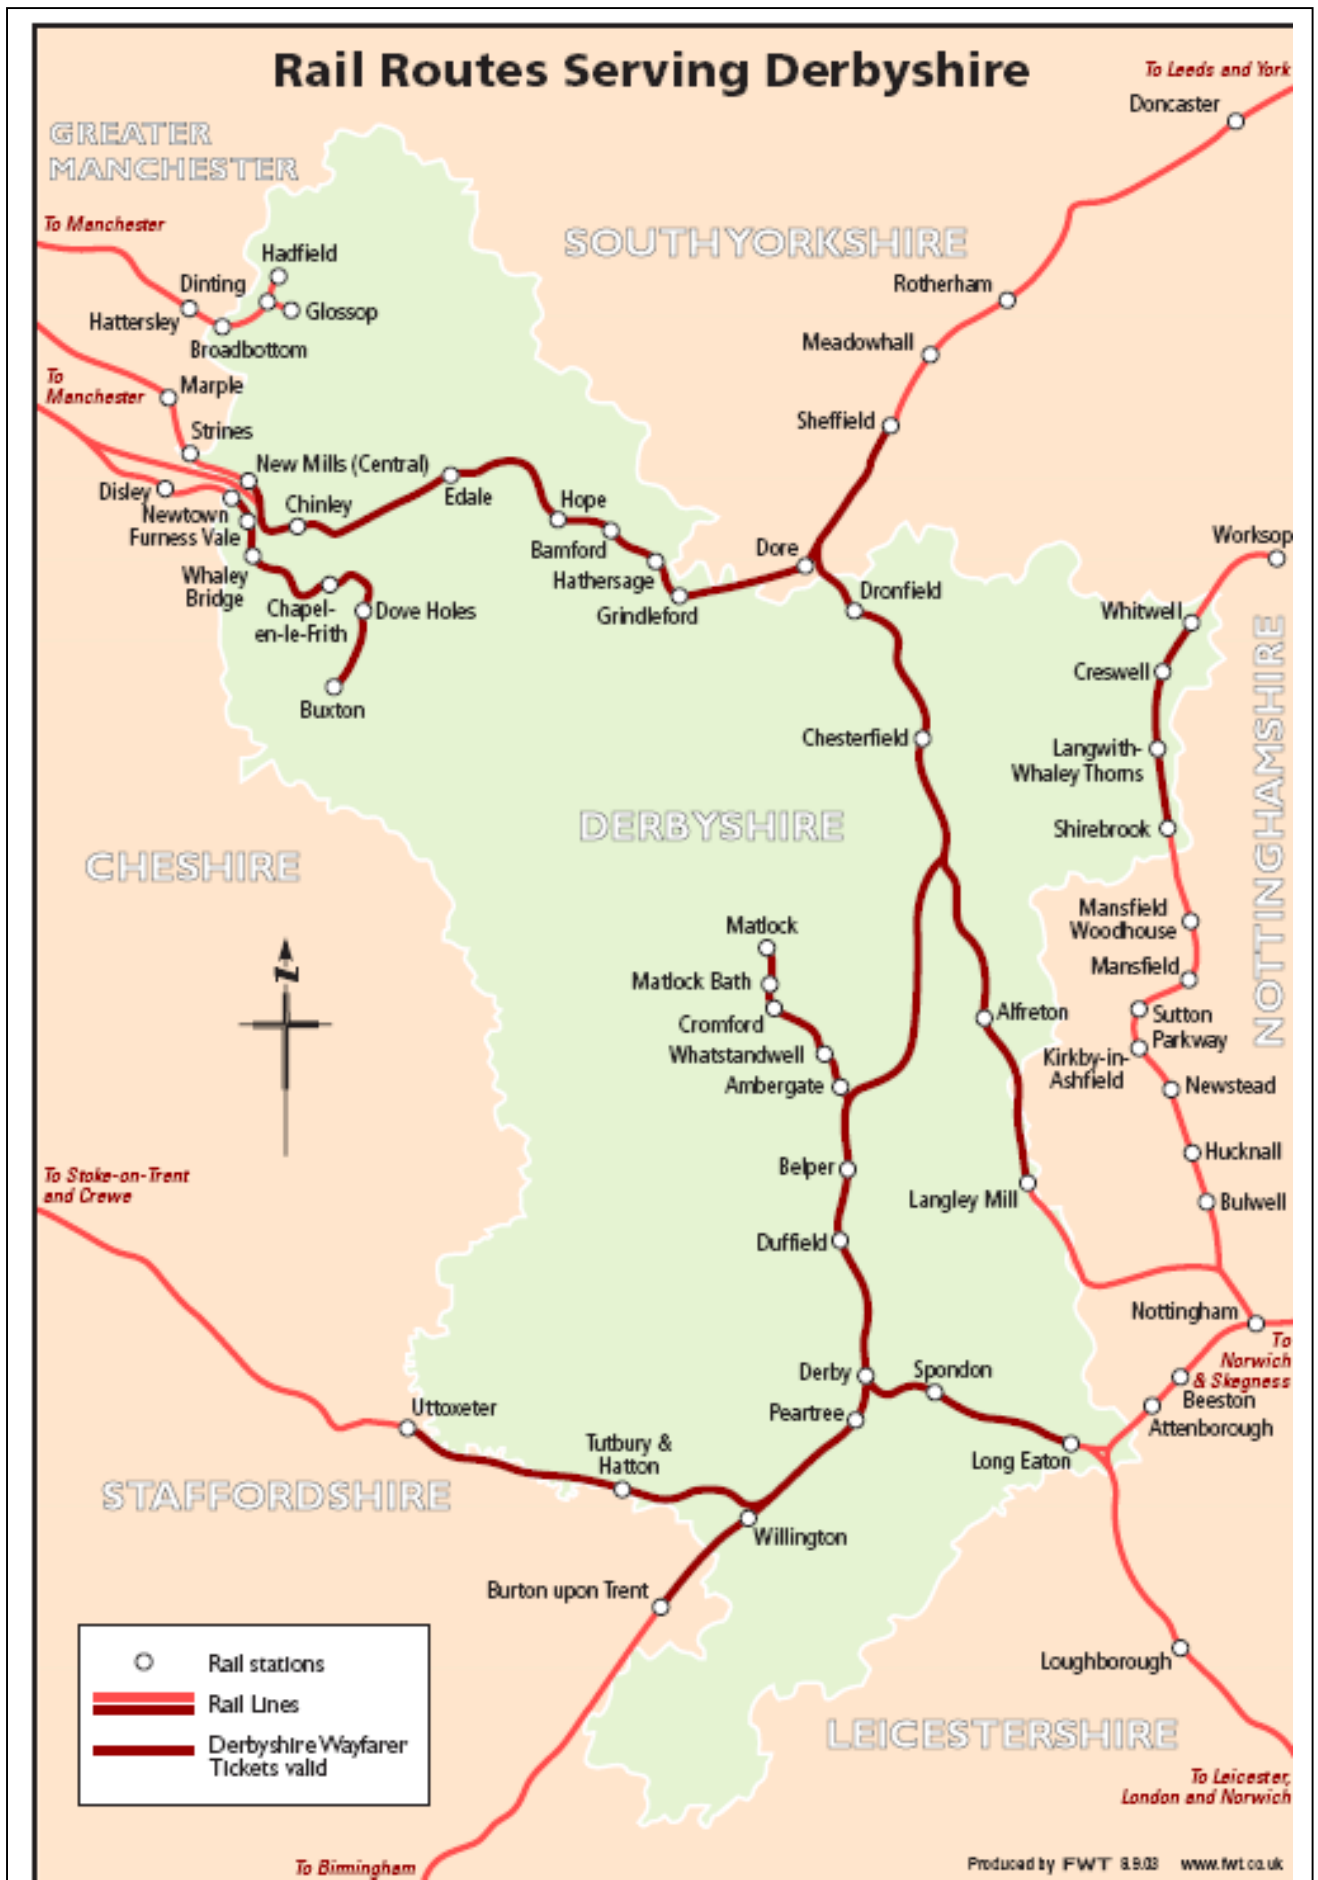 Rail Routes Serving Derbyshire
To Leeds and York
Doncaster
GREATER
MANCHESTER
To Manchester
SOUTH YORKSHIRE
Hadfield
Dinting
Glossop
Hattersley
Broadbottom
Rotherham
Meadowhall
To
Manchester
Marple
Strines
Sheffield
New Mills (Central)
Disley
Chinley
Edale
Hope
Newtown
Furness Vale
Bamford
Dore
Worksop
Whaley
Bridge
Hathersage
Grindleford
Dronfield
Chapel-
en-le-Frith
Dove Holes
Whitwell
Creswell
Buxton
Chesterfield
Langwith-
Whaley Thorns
NOTTINGHAMSHIRE
Shirebrook
DERBYSHIRE
CHESHIRE
Mansfield
Woodhouse
Matlock
n
Matlock Bath
Mansfield
Cromford
Alfreton
Sutton
Parkway
Whatstandwell
Kirkby-in-
Ashfield
Ambergate
Newstead
Hucknall
Belper
To Stoke-on-Trent
and Crewe
Langley Mill
Bulwell
Duffield
Nottingham
To
Norwich
& Skegness
Derby
Spondon
Beeston
Uttoxeter
Peartree
Attenborough
Tutbury &
Hatton
Long Eaton
STAFFORDSHIRE
Willington
Burton upon Trent
Rail stations
Loughborough
Rail Lines
Derbyshire Wayfarer
Tickets valid
LEICESTERSHIRE
To Leicester,
London and Norwich
To Birmingham
Produced by FWT 8.9.03 www.fwt.co.uk